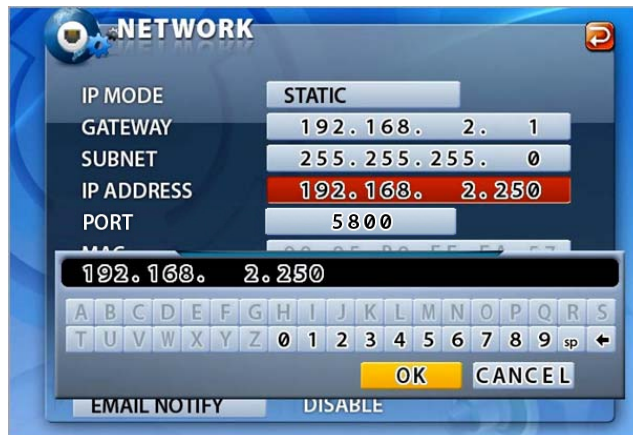 NETWORK
IP MODE STATIC
GATEWAY 192.168. 2. 1
SUBNET 255.255.255. 0
IP ADDRESS 192.168. 2.250
PORT 5800
192.168. 2.250
A B C D E F G H I J K L M N O P Q R S
T U V W X Y Z 0 1 2 3 4 5 6 7 8 9 sp ←
OK CANCEL
EMAIL NOTIFY DISABLE